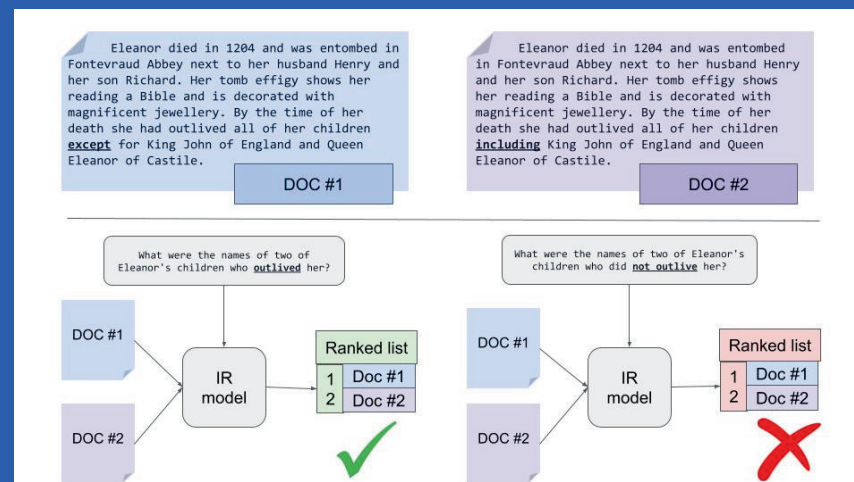 Eleanor died in 1204 and was entombed in
Fontevraud Abbey next to her husband Henry and
her son Richard. Her tomb effigy shows her
reading a Bible and is decorated with
magnificent jewellery. By the time of her
death she had outlived all of her children
except for King John of England and Queen
Eleanor of Castile.
DOC #1
Eleanor died in 1204 and was entombed
in Fontevraud Abbey next to her husband Henry
and her son Richard. Her tomb effigy shows
her reading a Bible and is decorated with
magnificent jewellery. By the time of her
death she had outlived all of her children
including King John of England and Queen
Eleanor of Castile.
DOC #2
What were the names of two of
Eleanor's children who outlived her?
DOC #1
DOC #2
IR
model
Ranked list
1 Doc #1
2 Doc #2
What were the names of two of Eleanor's
children who did not outlive her?
DOC #1
DOC #2
IR
model
Ranked list
1 Doc #1
2 Doc #2